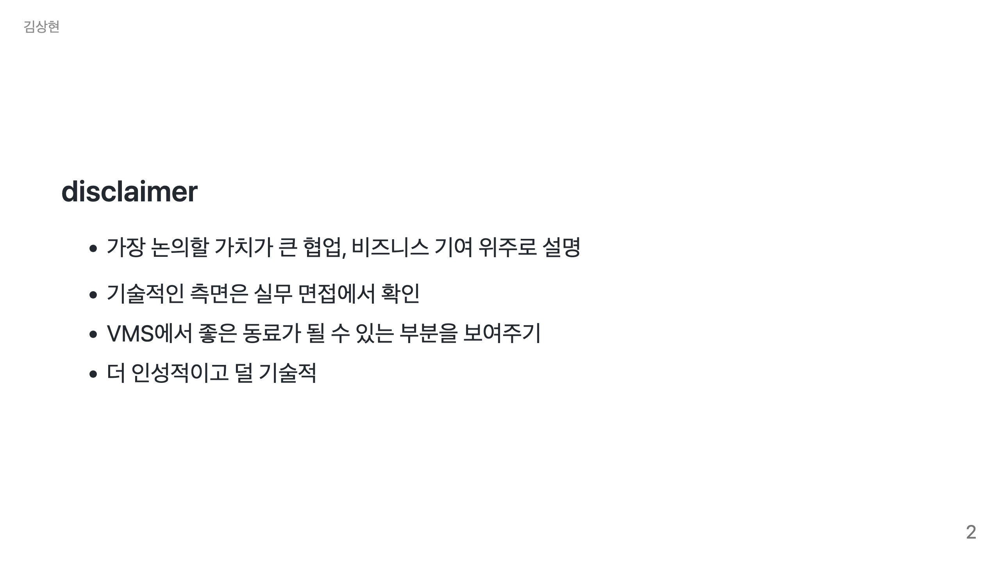 김상현
disclaimer
• 가장 논의할 가치가 큰 협업, 비즈니스 기여 위주로 설명
• 기술적인 측면은 실무 면접에서 확인
• VMS에서 좋은 동료가 될 수 있는 부분을 보여주기
• 더 인성적이고 덜 기술적
2